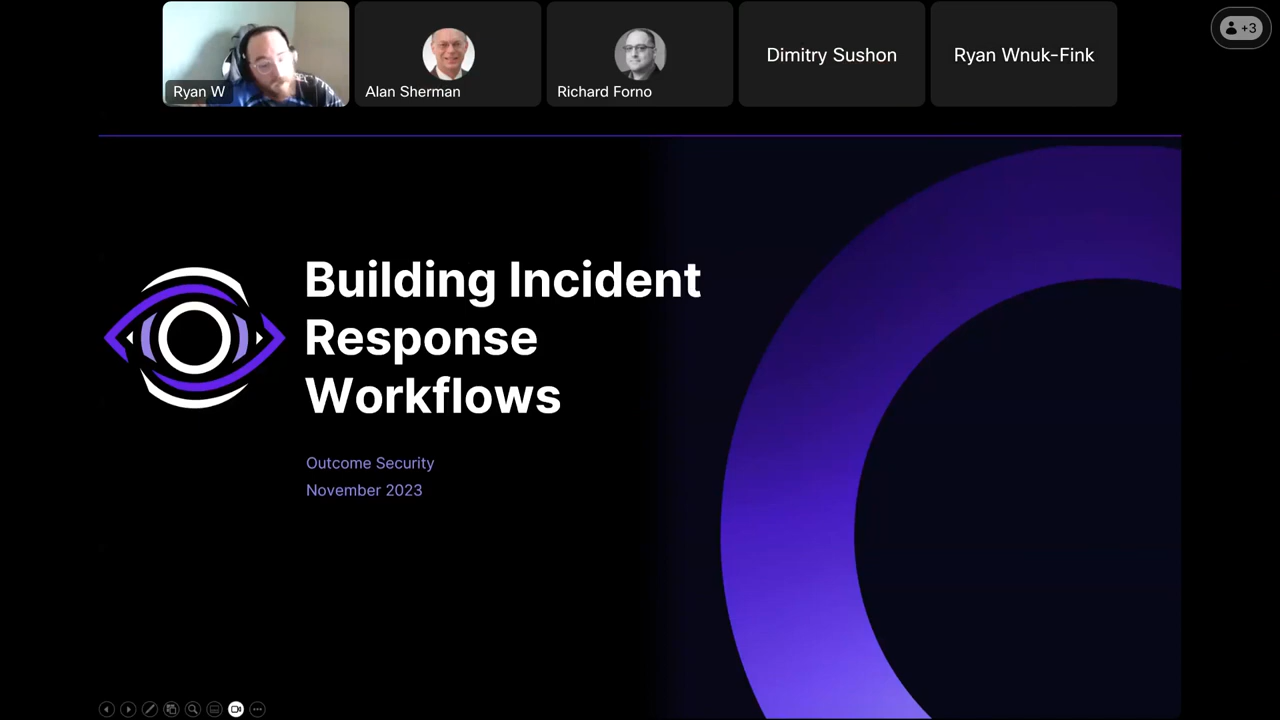 Ryan W
Alan Sherman
Richard Forno
Dimitry Sushon
Ryan Wnuk-Fink
+3
Building Incident
Response
Workflows
Outcome Security
November 2023